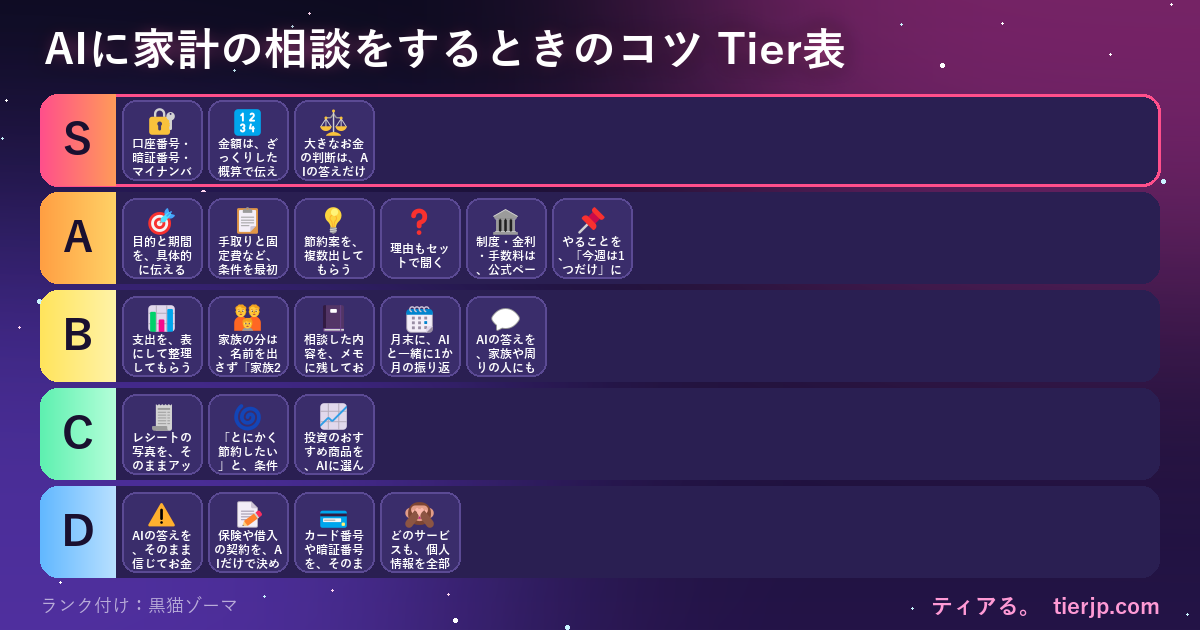 AIに家計の相談をするときのコツ Tier表
S
口座番号・
暗証番号・
マイナンバ
1234
金額は、ざ
っくりした
概算で伝え
大きなお金
の判断は、A
Iの答えだけ
A
目的と期間
を、具体的
に伝える
手取りと固
定費など、
条件を最初
節約案を、
複数出して
もらう
理由もセッ
トで聞く
制度・金利
・手数料は
、公式ペー
やることを
、「今週は1
つだけ」に
B
支出を、表
にして整理
してもらう
家族の分は
、名前を出
さず「家族2
相談した内
容を、メモ
に残してお
月末に、AI
と一緒に1か
月の振り返
AIの答えを
、家族や周
りの人にも
C
レシートの
写真を、そ
のままアッ
「とにかく
節約したい
」と、条件
投資のおす
すめ商品を
、AIに選ん
D
AIの答えを
、そのまま
信じてお金
保険や借入
の契約を、A
Iだけで決め
カード番号
や暗証番号
を、そのま
どのサービ
スも、個人
情報を全部
ランク付け：黒猫ゾーマ
ティアる。 tierjp.com